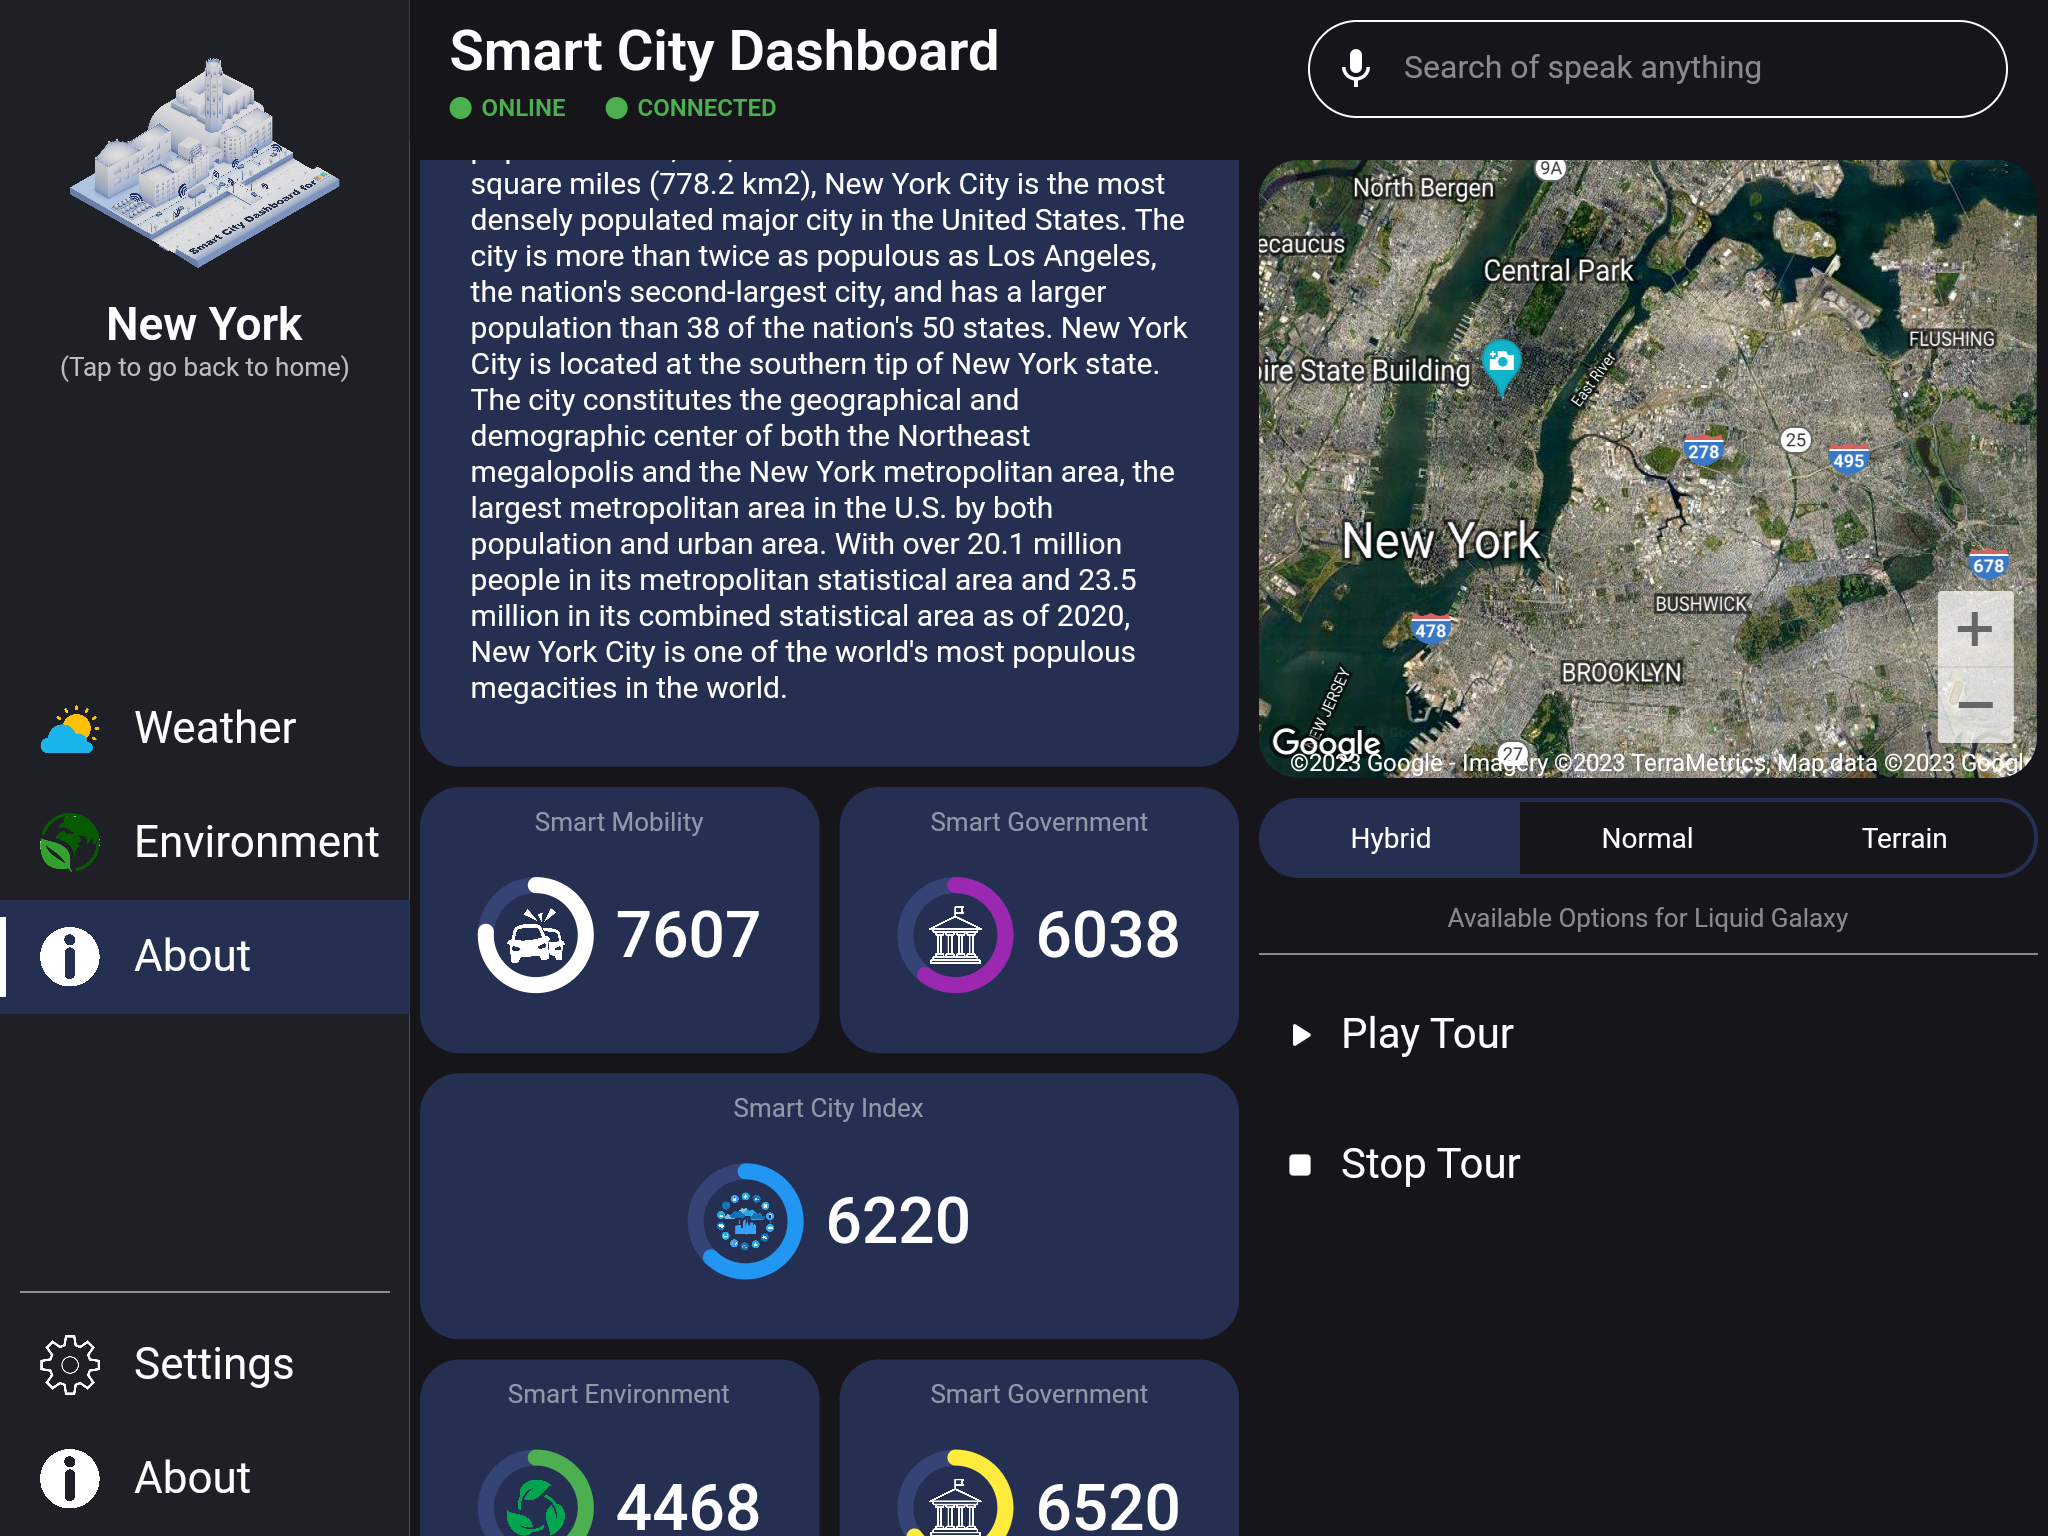 Smart City Dashboard for
New York
(Tap to go back to home)
Weather
Environment
About
Settings
About
Smart City Dashboard
ONLINE
CONNECTED
Search of speak anything
square miles (778.2 km2), New York City is the most
densely populated major city in the United States. The
city is more than twice as populous as Los Angeles,
the nation's second-largest city, and has a larger
population than 38 of the nation's 50 states. New York
City is located at the southern tip of New York state.
The city constitutes the geographical and
demographic center of both the Northeast
megalopolis and the New York metropolitan area, the
largest metropolitan area in the U.S. by both
population and urban area. With over 20.1 million
people in its metropolitan statistical area and 23.5
million in its combined statistical area as of 2020,
New York City is one of the world's most populous
megacities in the world.
Smart Mobility
7607
Smart Government
6038
Smart City Index
6220
Smart Environment
4468
Smart Government
6520
9A
North Bergen
ecaucus
Central Park
FLUSHING
ire State Building
East River
25
278
495
New York
678
BUSHWICK
478
BROOKLYN
EW JERSEY
Google
27
©2023 Google - Imagery ©2023 TerraMetrics, Map data ©2023 Googl
Hybrid
Normal
Terrain
Available Options for Liquid Galaxy
Play Tour
Stop Tour